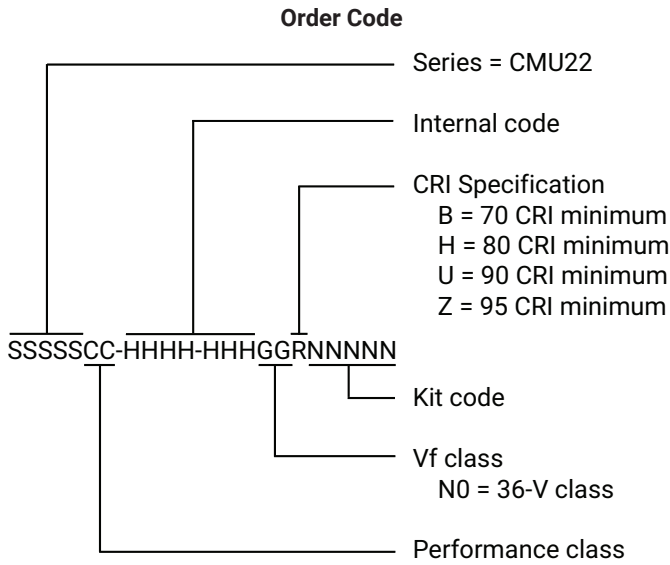 Order Code
Series = CMU22
Internal code
CRI Specification
B = 70 CRI minimum
H = 80 CRI minimum
U = 90 CRI minimum
Z = 95 CRI minimum
SSSSSCC-HHHH-HHHGGRNNNNN
Kit code
Vf class
N0 = 36-V class
Performance class